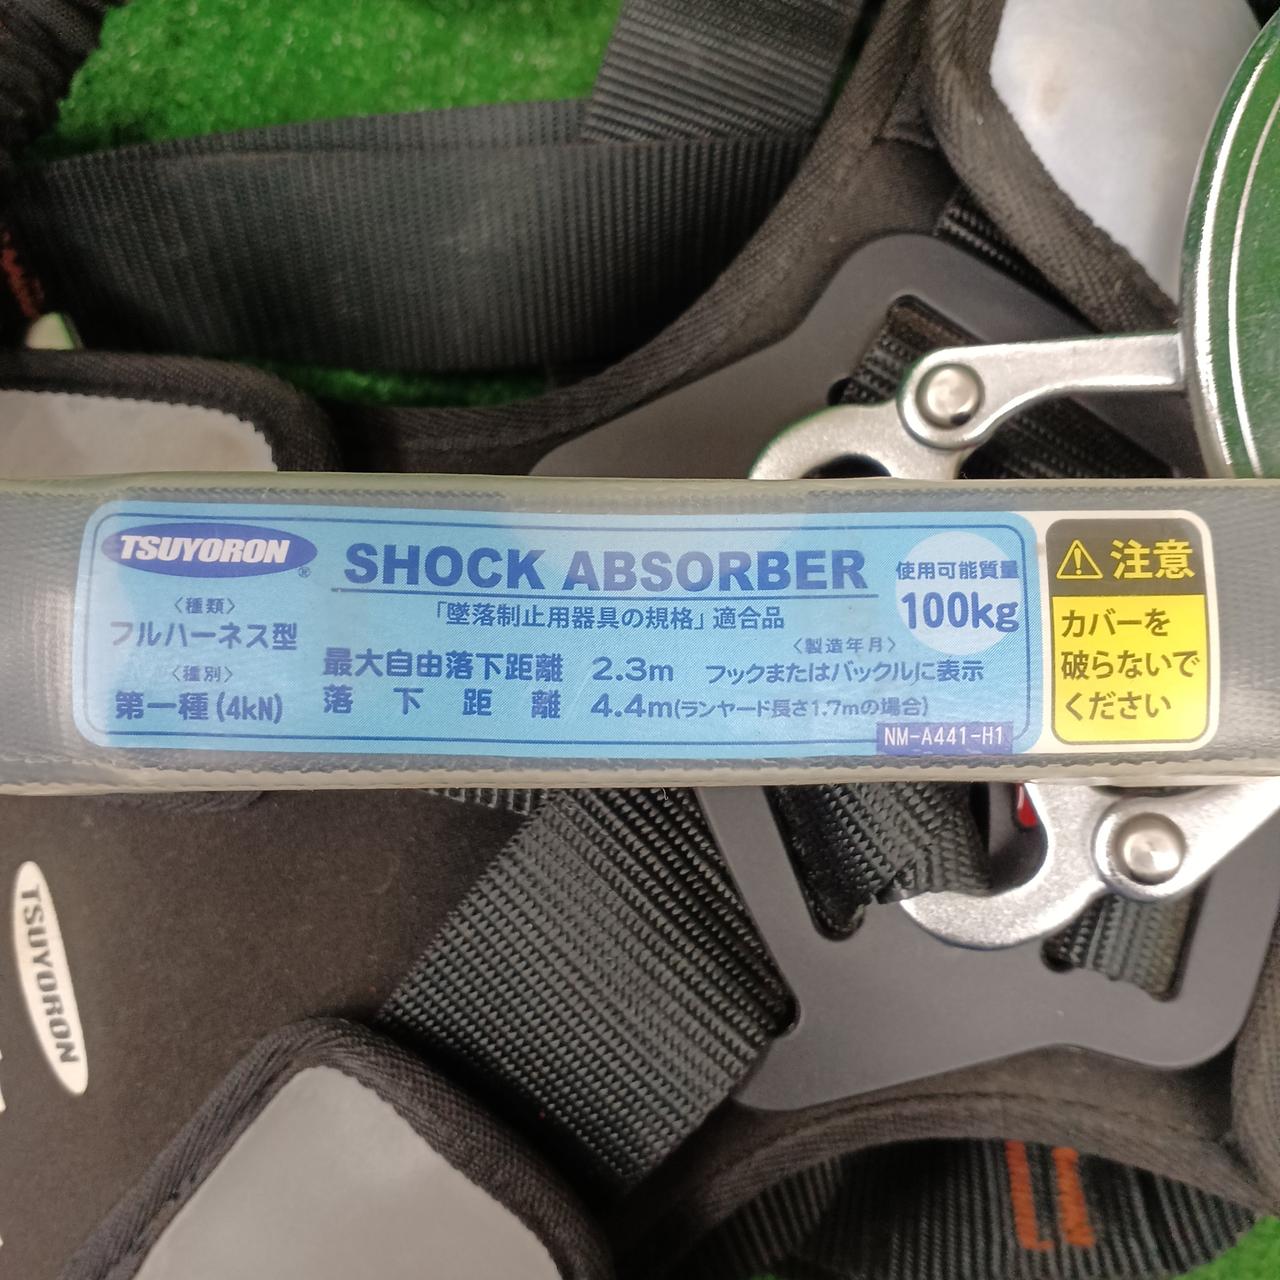 TSUYORON®
SHOCK ABSORBER
「墜落制止用器具の規格」適合品
使用可能質量
100kg
〈種類〉
フルハーネス型
〈種別〉
第一種(4kN)
最大自由落下距離 2.3m
落下距離 4.4m(ランヤード長さ1.7mの場合)
〈製造年月〉
フックまたはバックルに表示
NM-A441-H1
⚠注意
カバーを
破らないで
ください
TSUYORON